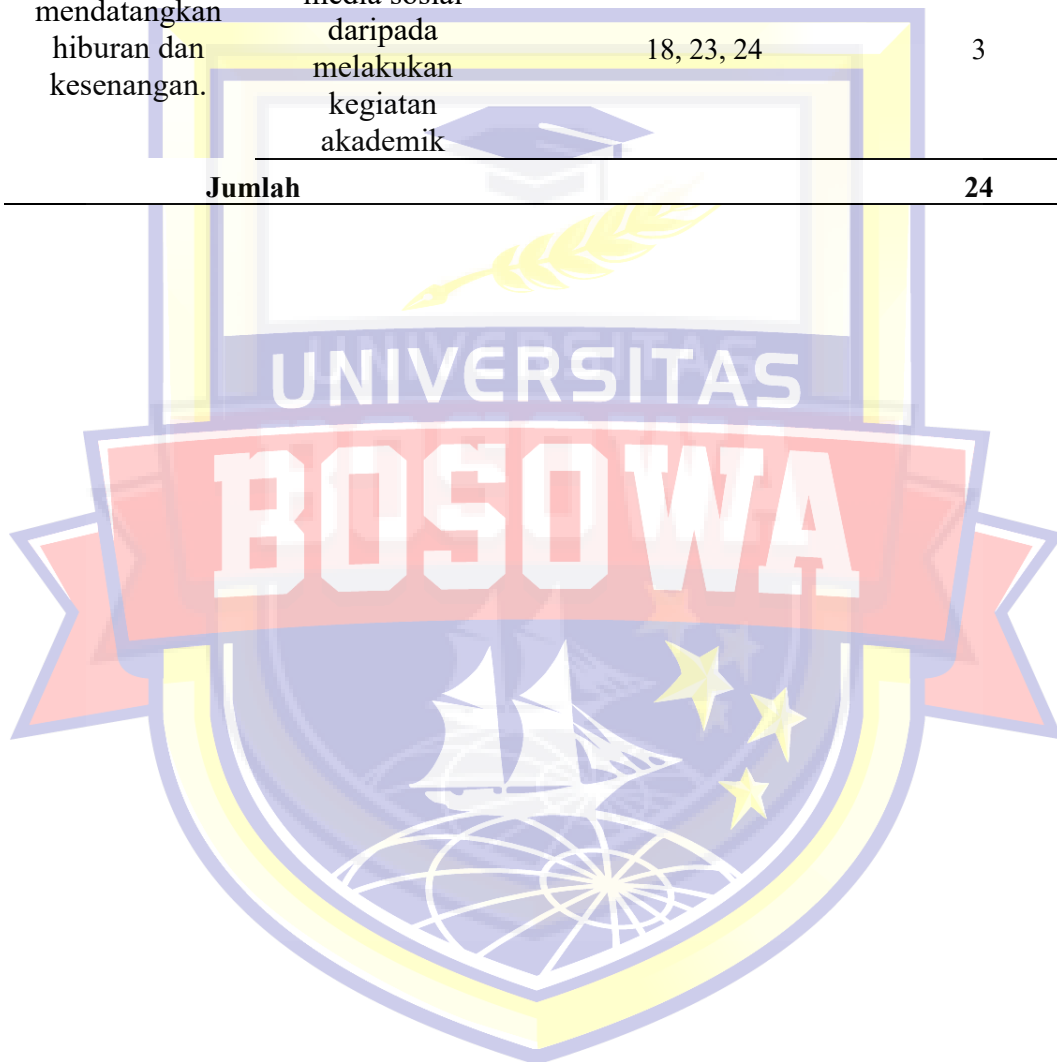 mendatangkan
hiburan dan
kesenangan.
daripada
melakukan
kegiatan
akademik
18, 23, 24
3
Jumlah
24
UNIVERSITAS
BOSOWA